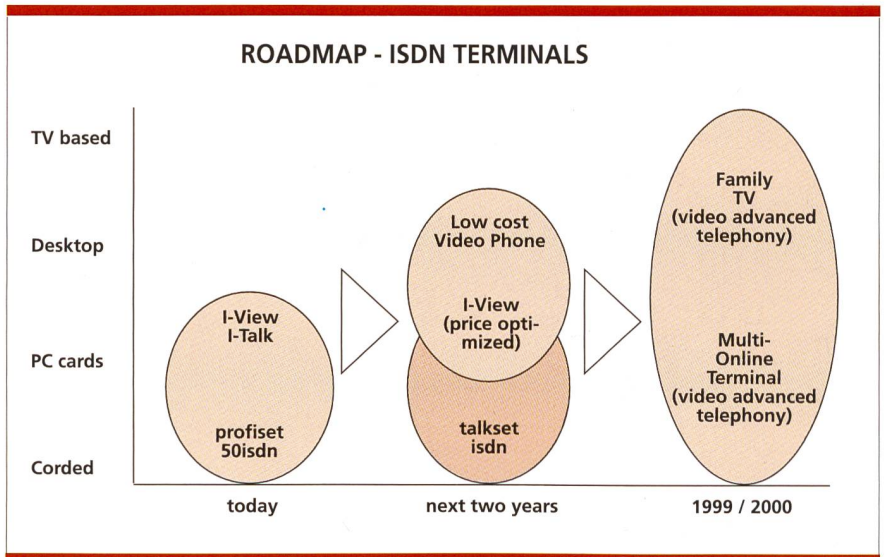 ROADMAP - ISDN TERMINALS
TV based
Desktop
PC cards
Corded
I-View
I-Talk
profiset
50isdn
Low cost
Video Phone
I-View
(price opti-
mized)
talkset
isdn
Family
TV
(video advanced
telephony)
Multi-
Online
Terminal
(video advanced
telephony)
today
next two years
1999 / 2000